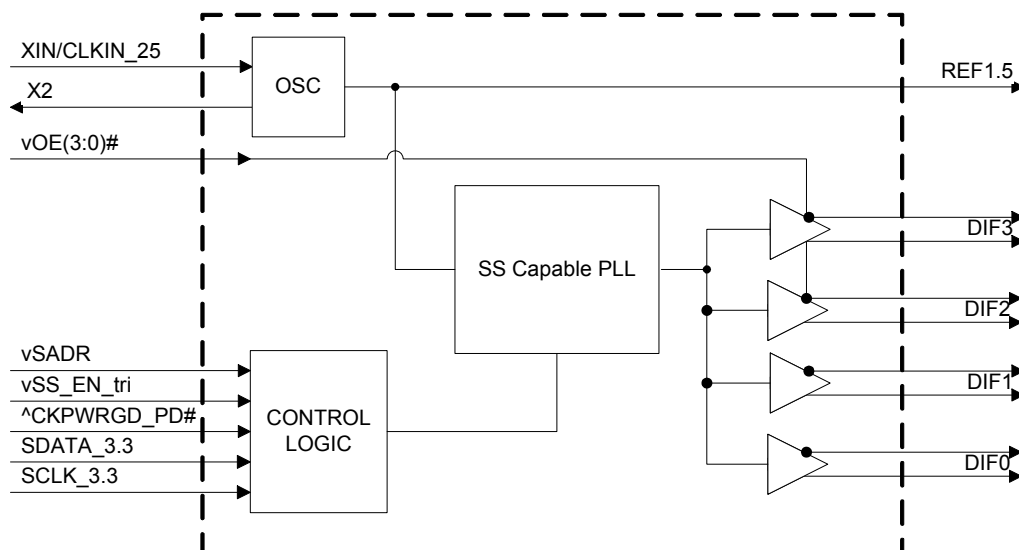 XIN/CLKIN_25
OSC
REF1.5
X2
vOE(3:0)#
DIF3
SS Capable PLL
DIF2
vSADR
vSS_EN_tri
DIF1
^CKPWRGD_PD#
CONTROL
LOGIC
SDATA_3.3
DIF0
SCLK_3.3